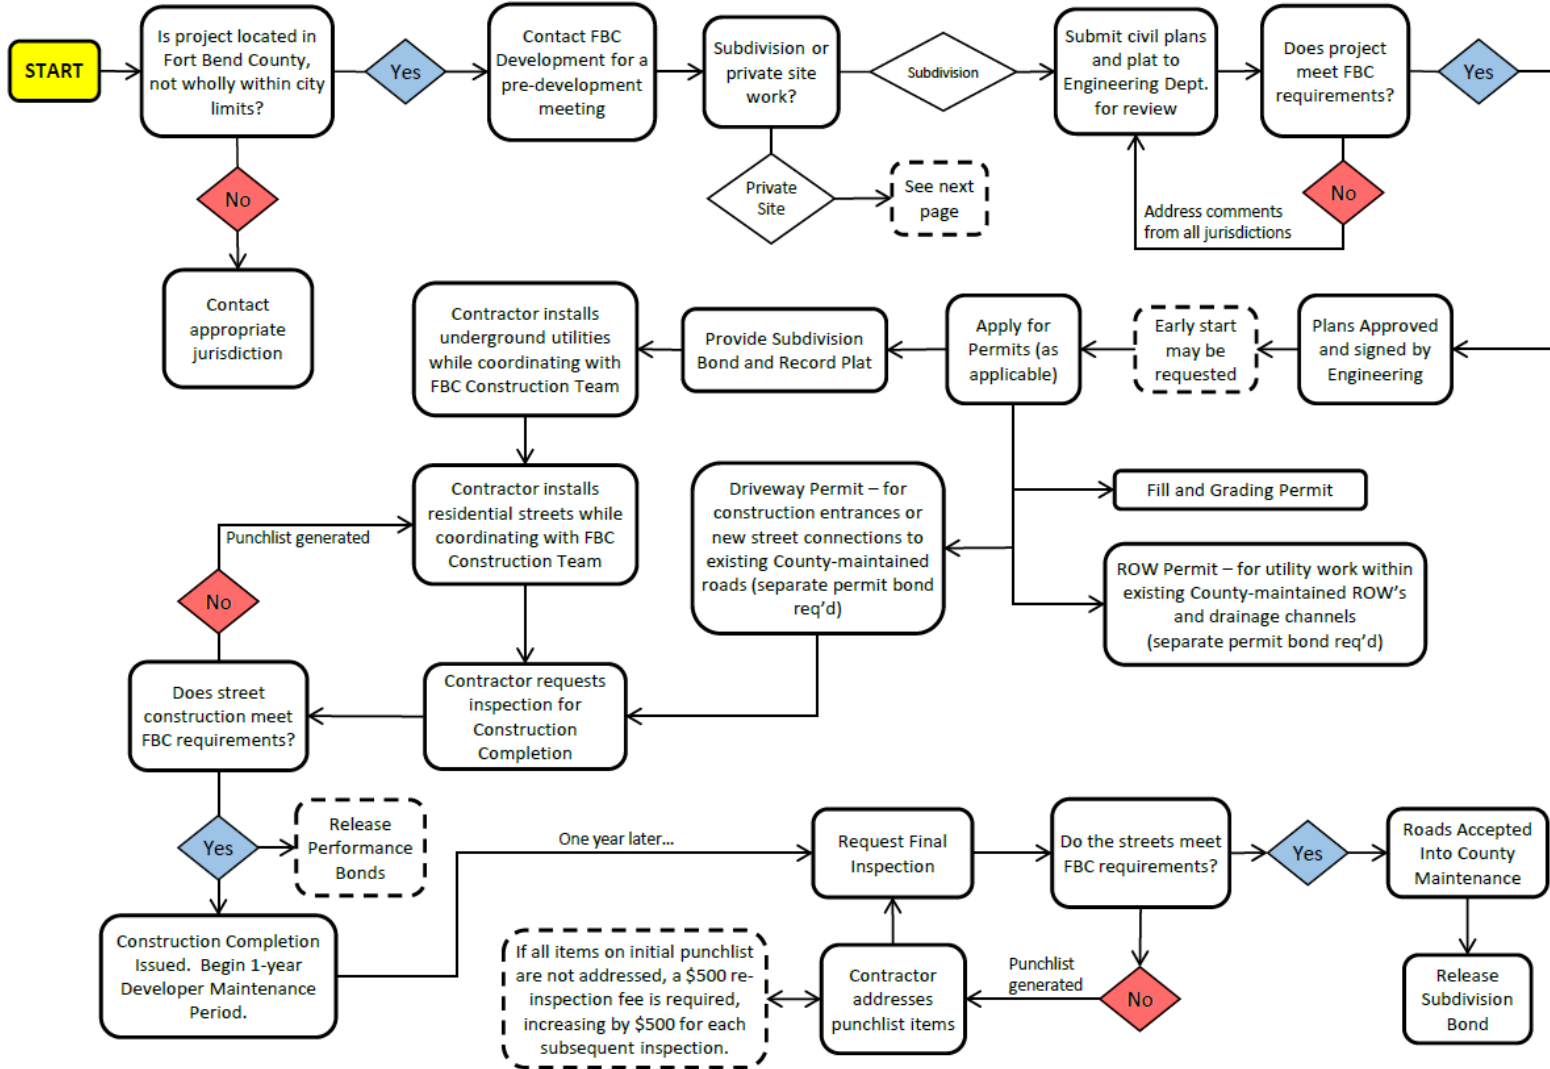 START
Is project located in
Fort Bend County,
not wholly within city
limits?
Yes
Contact FBC
Development for a
pre-development
meeting
Subdivision or
private site
work?
Subdivision
Submit civil plans
and plat to
Engineering Dept.
for review
Does project
meet FBC
requirements?
Yes
No
Private
Site
See next
page
No
Address comments
from all jurisdictions
Contact
appropriate
jurisdiction
Contractor installs
underground utilities
while coordinating with
FBC Construction Team
Provide Subdivision
Bond and Record Plat
Apply for
Permits (as
applicable)
Early start
may be
requested
Plans Approved
and signed by
Engineering
Contractor installs
residential streets while
coordinating with FBC
Construction Team
Punchlist generated
Driveway Permit – for
construction entrances or
new street connections to
existing County-maintained
roads (separate permit bond
req'd)
Fill and Grading Permit
ROW Permit – for utility work within
existing County-maintained ROW's
and drainage channels
(separate permit bond req'd)
No
Does street
construction meet
FBC requirements?
Contractor requests
inspection for
Construction
Completion
Yes
Release
Performance
Bonds
One year later...
Request Final
Inspection
Do the streets meet
FBC requirements?
Yes
Roads Accepted
Into County
Maintenance
Construction Completion
Issued.  Begin 1-year
Developer Maintenance
Period.
If all items on initial punchlist
are not addressed, a $500 re-
inspection fee is required,
increasing by $500 for each
subsequent inspection.
Contractor
addresses
punchlist items
Punchlist
generated
No
Release
Subdivision
Bond